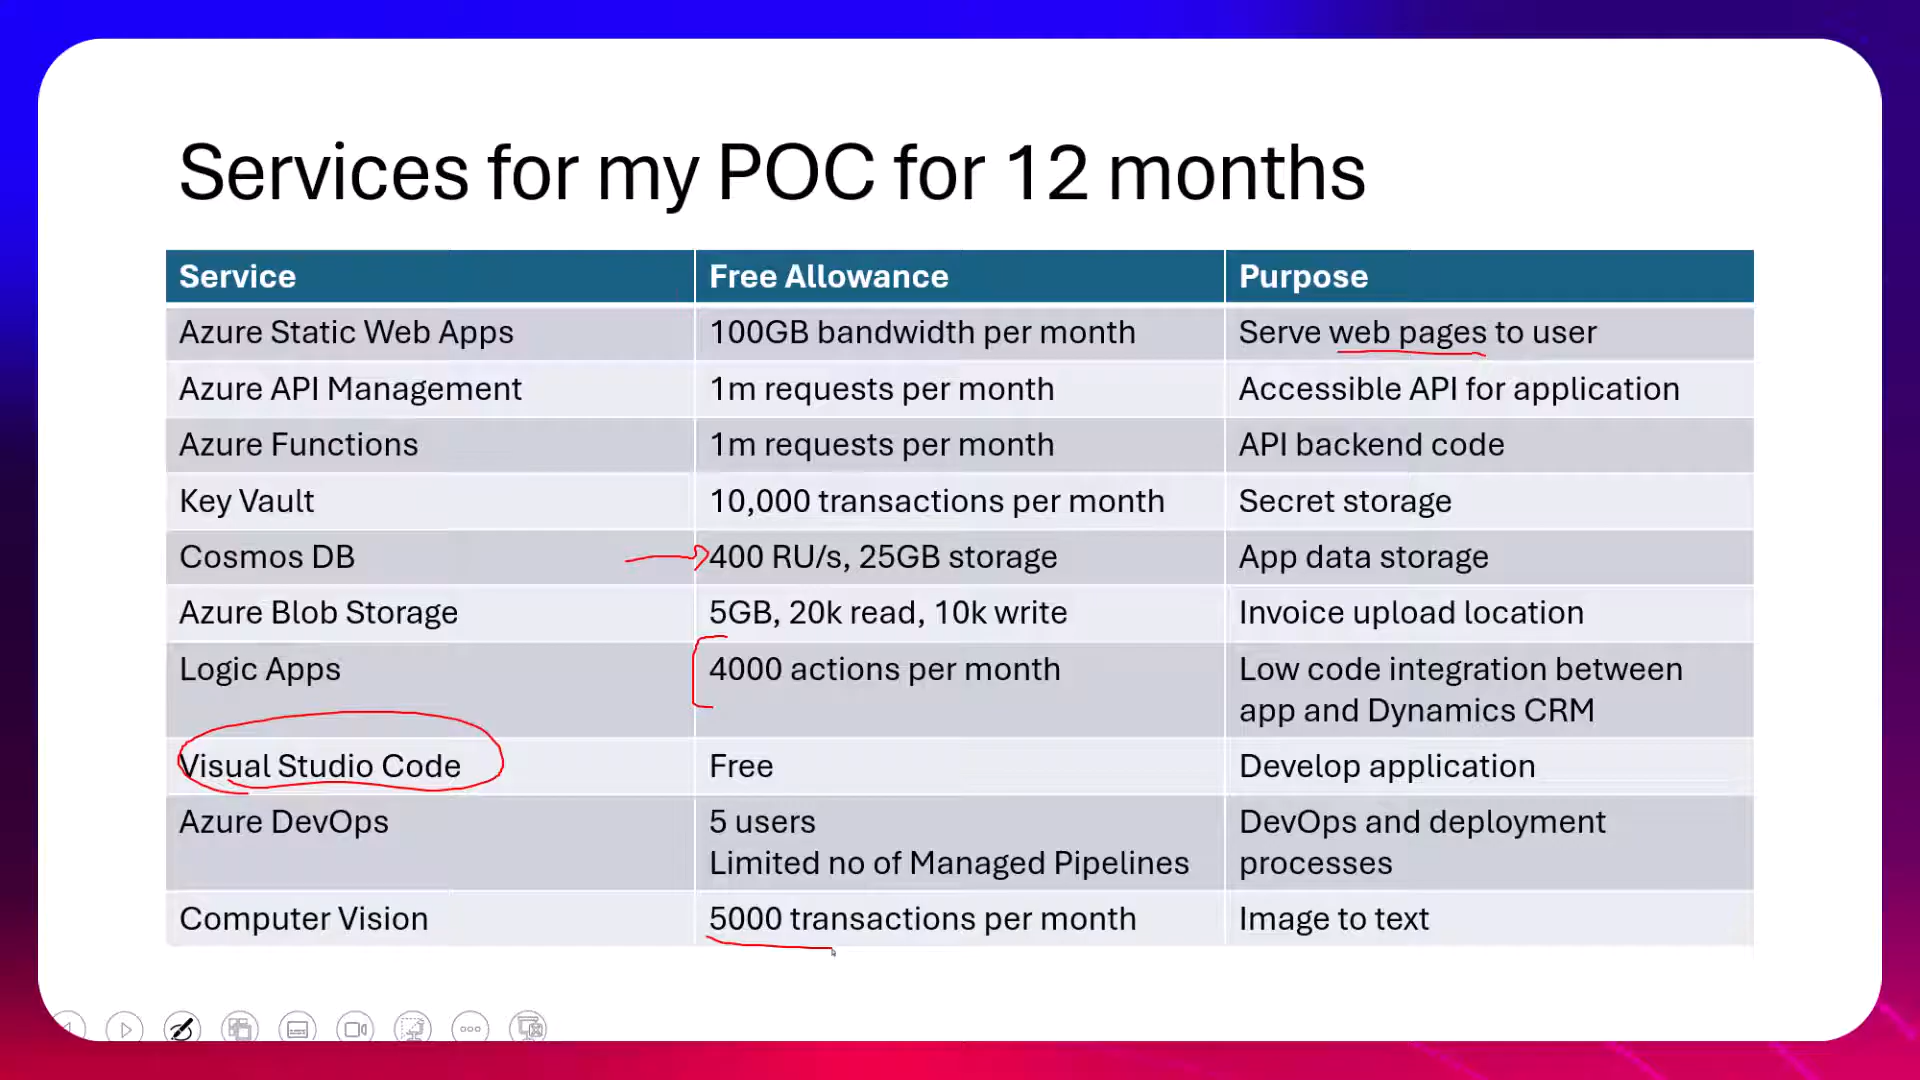 Services for my POC for 12 months
Service Free Allowance Purpose
Azure Static Web Apps 100GB bandwidth per month Serve web pages to user
Azure API Management 1m requests per month Accessible API for application
Azure Functions 1m requests per month API backend code
Key Vault 10,000 transactions per month Secret storage
Cosmos DB 400 RU/s, 25GB storage App data storage
Azure Blob Storage 5GB, 20k read, 10k write Invoice upload location
Logic Apps 4000 actions per month Low code integration between
app and Dynamics CRM
Visual Studio Code Free Develop application
Azure DevOps 5 users DevOps and deployment
Limited no of Managed Pipelines processes
Computer Vision 5000 transactions per month Image to text